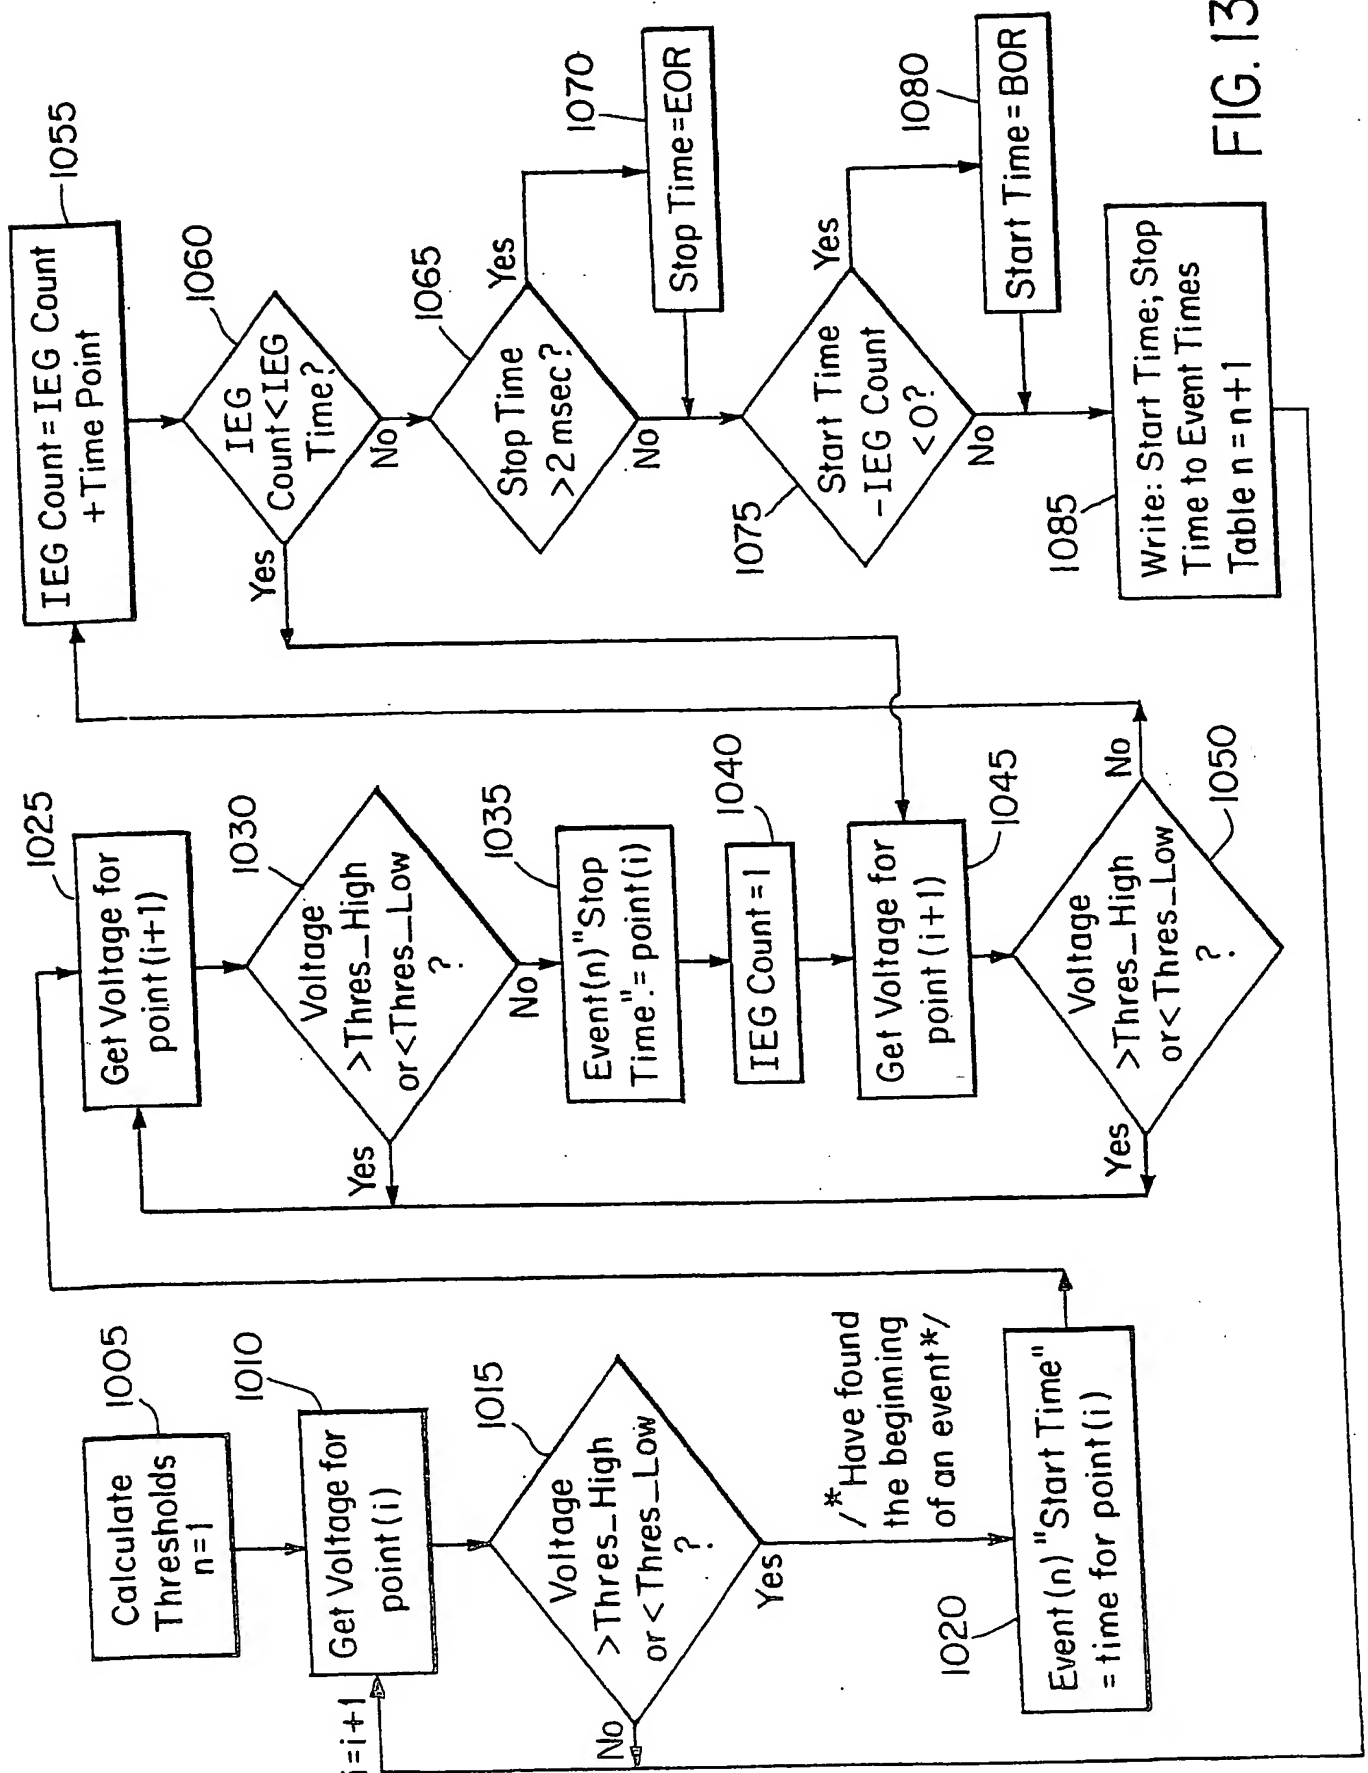 1005
Calculate
Thresholds
n=1
1010
Get Voltage for
point(i)
i=i+1
1015
Voltage
>Thres_High
or<Thres_Low
?
No
Yes
/*Have found
the beginning
of an event*/
1020
Event(n)"Start Time"
=time for point(i)
1025
Get Voltage for
point(i+1)
1030
Voltage
>Thres_High
or<Thres_Low
?
Yes
No
1035
Event(n)"Stop
Time".=point(i)
1040
IEG Count=1
Get Voltage for
point(i+1)
1045
Voltage
>Thres_High
or<Thres_Low
?
Yes
No
1050
1055
IEG Count=IEG Count
+Time Point
1060
IEG
Count<IEG
Time?
Yes
No
1065
Stop Time
>2 msec?
Yes
No
1070
Stop Time=EOR
1075
Start Time
-IEG Count
<0?
Yes
No
1080
Start Time=BOR
1085
Write: Start Time; Stop
Time to Event Times
Table n=n+1
FIG. 13